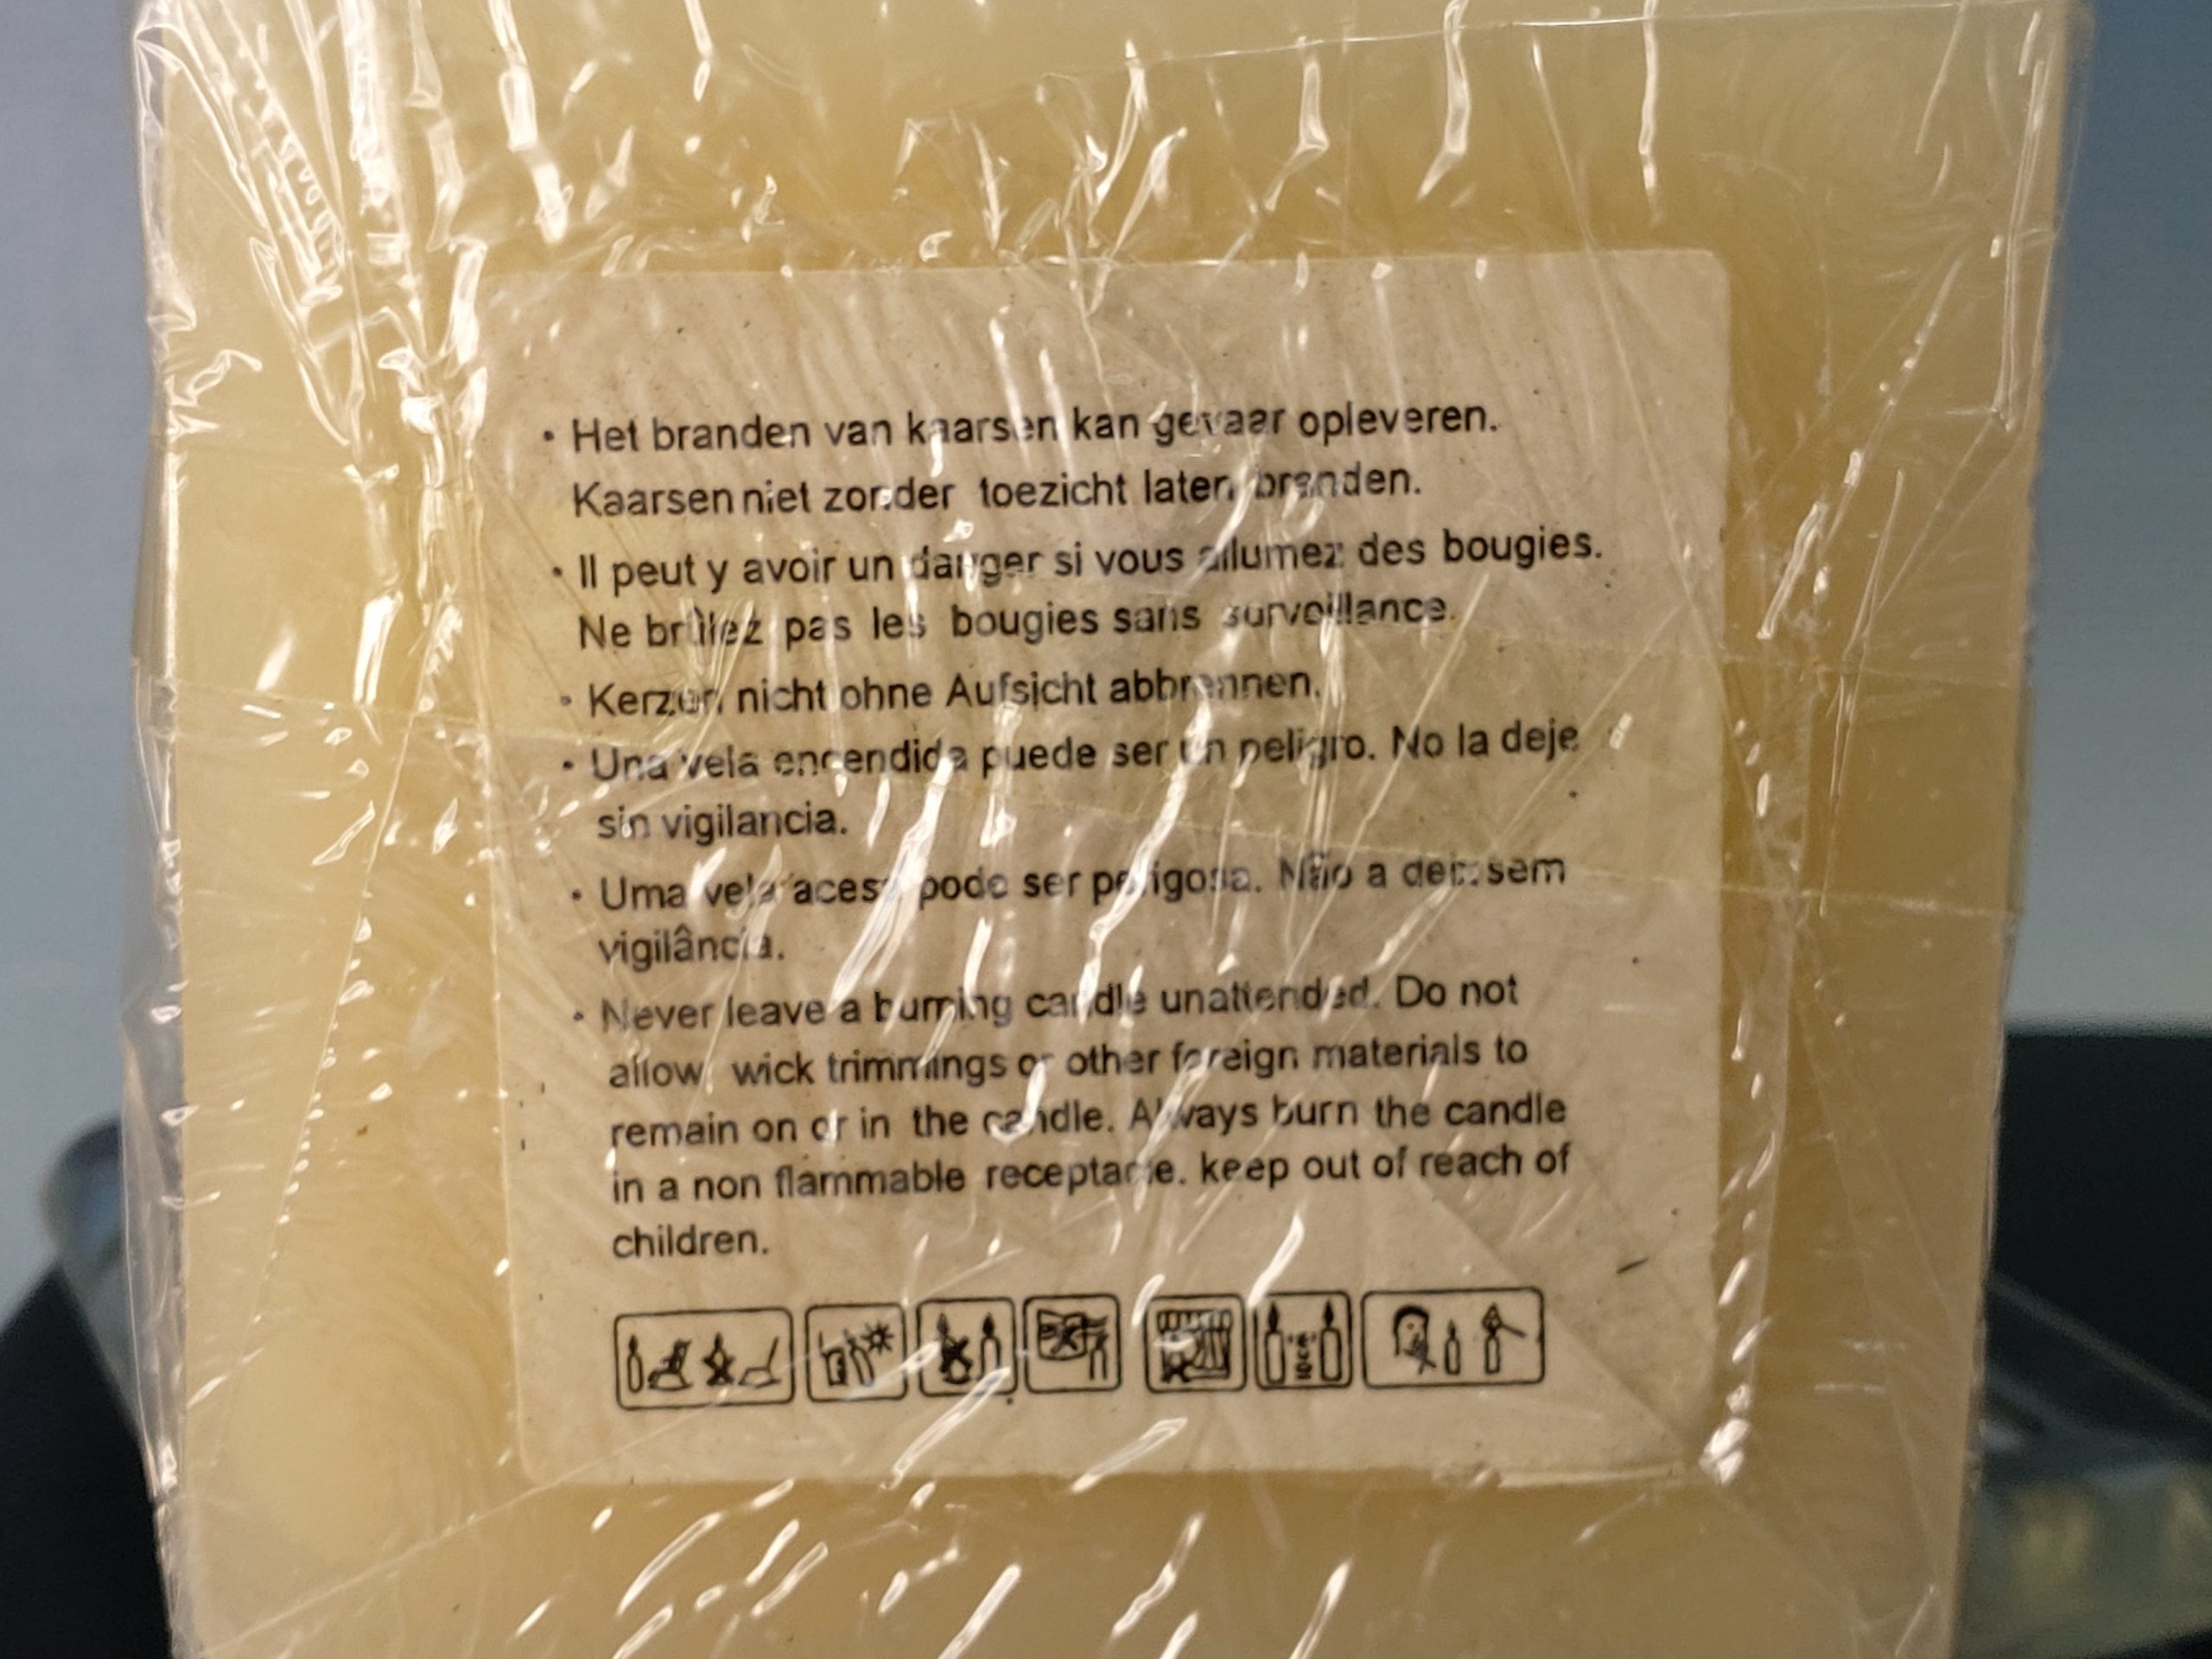 • Het branden van kaarsen kan gevaar opleveren.
Kaarsen niet zonder toezicht laten branden.
• Il peut y avoir un danger si vous allumez des bougies.
Ne brûlez pas les bougies sans surveillance.
• Kerzen nicht ohne Aufsicht abbrennen.
• Una vela encendida puede ser un peligro. No la deje
sin vigilancia.
• Uma vela acesa pode ser perigosa. Não a sem
vigilância.
• Never leave a burning candle unattended. Do not
allow wick trimmings or other foreign materials to
remain on or in the candle. Always burn the candle
in a non flammable receptacle. keep out of reach of
children.